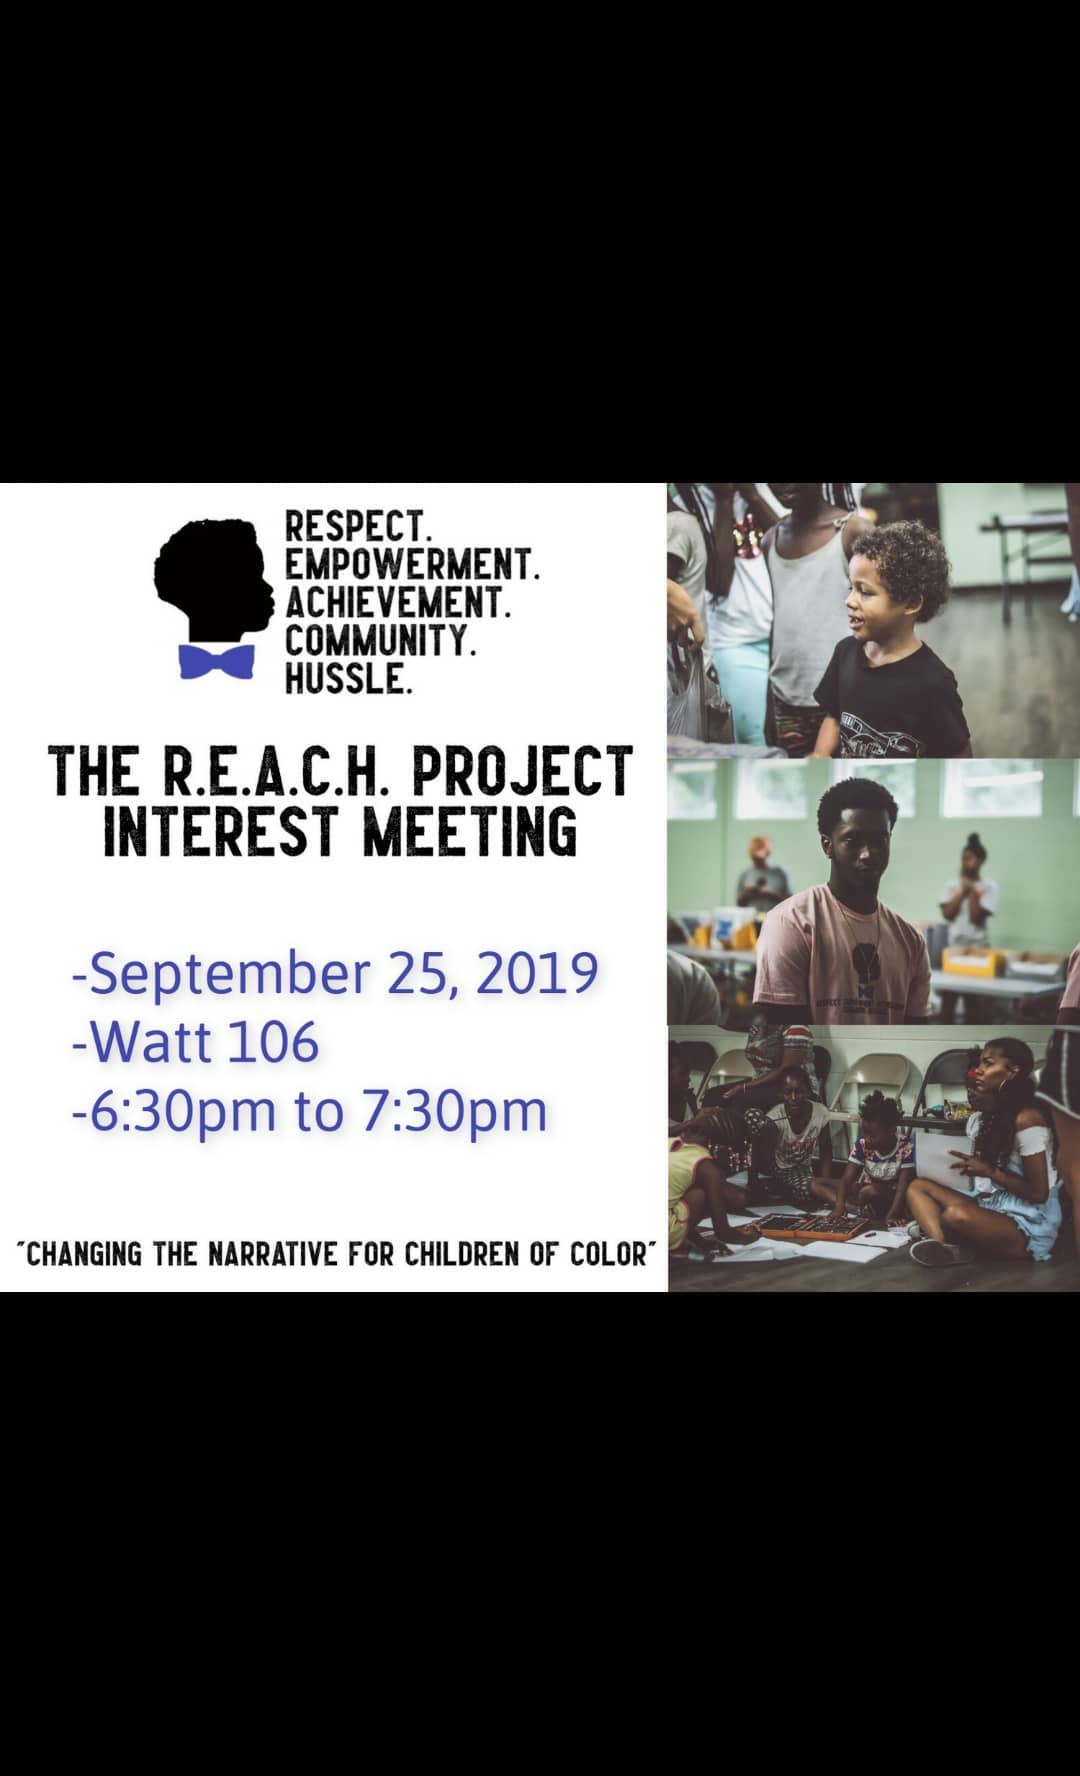 RESPECT.
EMPOWERMENT.
ACHIEVEMENT.
COMMUNITY.
HUSSLE.
THE R.E.A.C.H. PROJECT
INTEREST MEETING
-September 25, 2019
-Watt 106
-6:30pm to 7:30pm
"CHANGING THE NARRATIVE FOR CHILDREN OF COLOR"